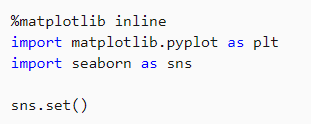 %matplotlib inline
import matplotlib.pyplot as plt
import seaborn as sns
sns.set()